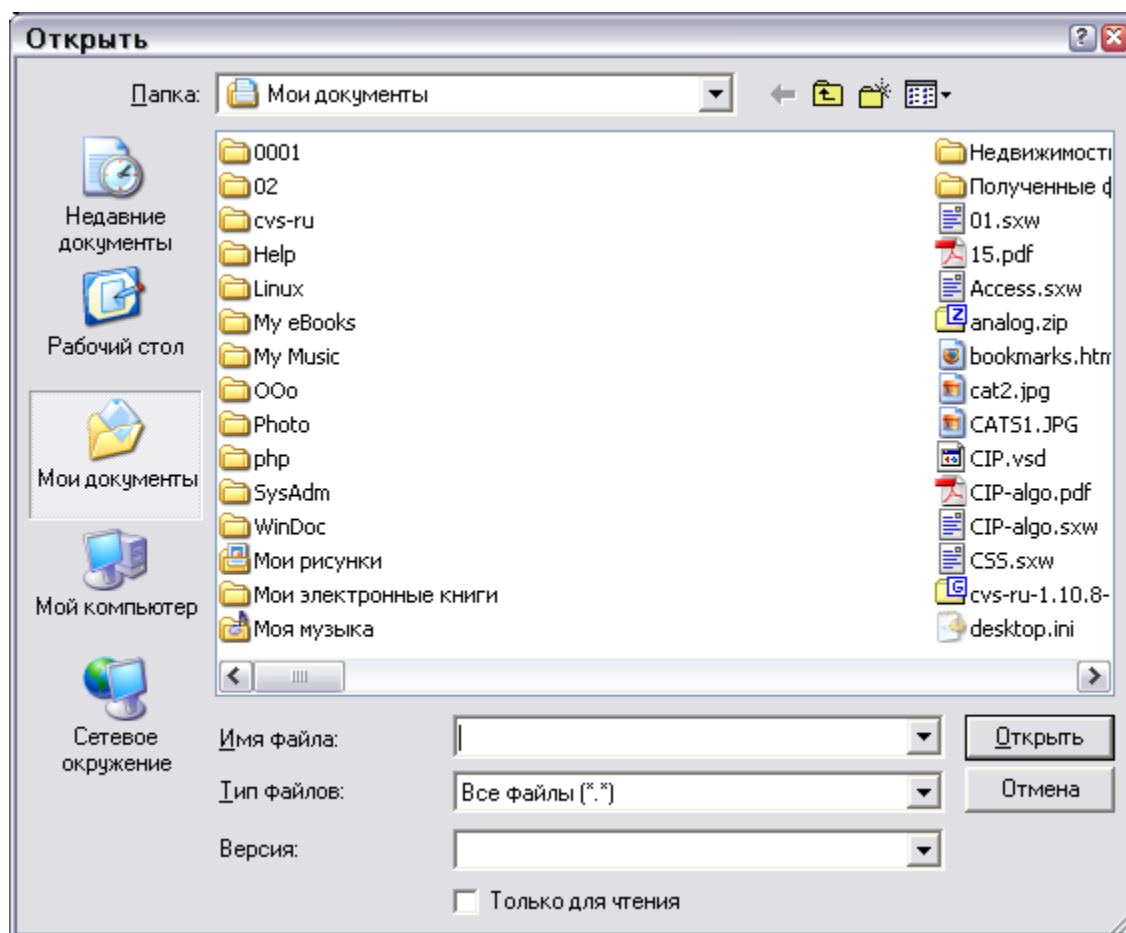 Открыть
Папка: Мои документы
Недавние документы
Рабочий стол
Мои документы
Мой компьютер
Сетевое окружение
0001
02
cvs-ru
Help
Linux
My eBooks
My Music
OOo
Photo
php
SysAdm
WinDoc
Мои рисунки
Мои электронные книги
Моя музыка
Недвижимост
Полученные ф
01.sxw
15.pdf
Access.sxw
analog.zip
bookmarks.htm
cat2.jpg
CATS1.JPG
CIP.vsd
CIP-algo.pdf
CIP-algo.sxw
CSS.sxw
cvs-ru-1.10.8-
desktop.ini
Имя файла:
Открыть
Тип файлов: Все файлы (*.*)
Отмена
Версия:
Только для чтения